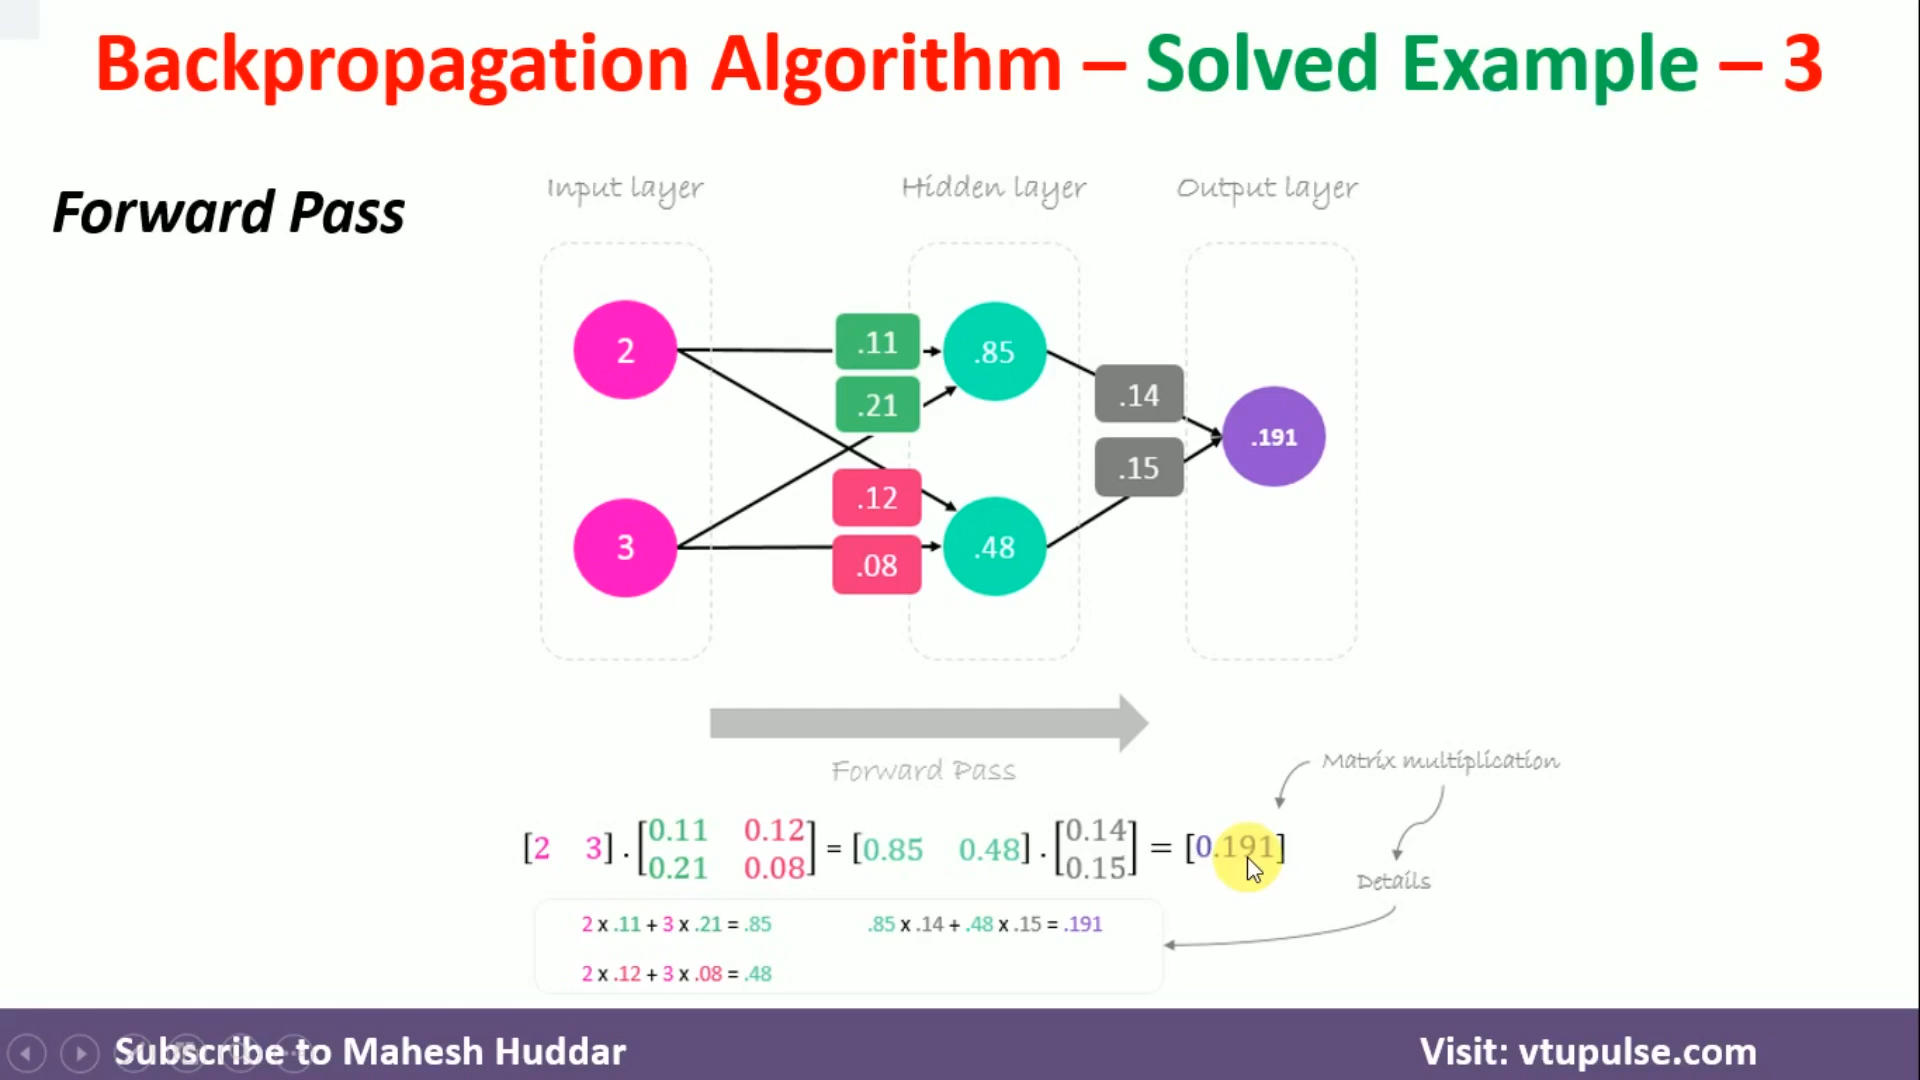 Backpropagation Algorithm – Solved Example – 3
Forward Pass
Input layer
Hidden layer
Output layer
2
.11
.85
.21
.14
.191
.15
.12
3
.48
.08
Forward Pass
Matrix multiplication
[2 3] . [0.11 0.12
0.21 0.08] = [0.85 0.48] . [0.14
0.15] = [0.191]
Details
2 x .11 + 3 x .21 = .85
.85 x .14 + .48 x .15 = .191
2 x .12 + 3 x .08 = .48
Subscribe to Mahesh Huddar
Visit: vtupulse.com